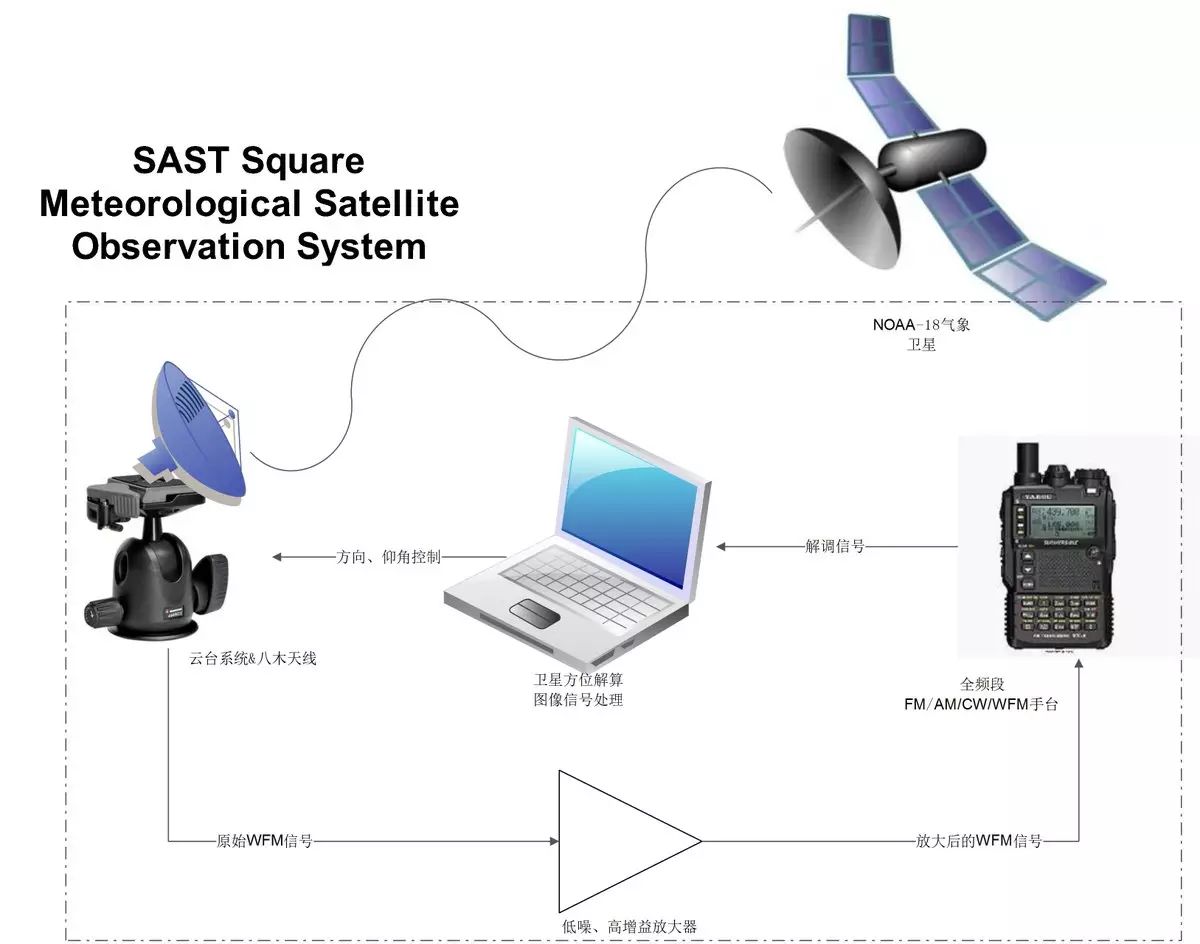 SAST Square
Meteorological Satellite
Observation System
NOAA-18气象
卫星
YAESU
439.700
解调信号
方向、仰角控制
云台系统&八木天线
卫星方位解算
图像信号处理
全频段
FM/AM/CW/WFM手台
原始WFM信号
放大后的WFM信号
低噪、高增益放大器